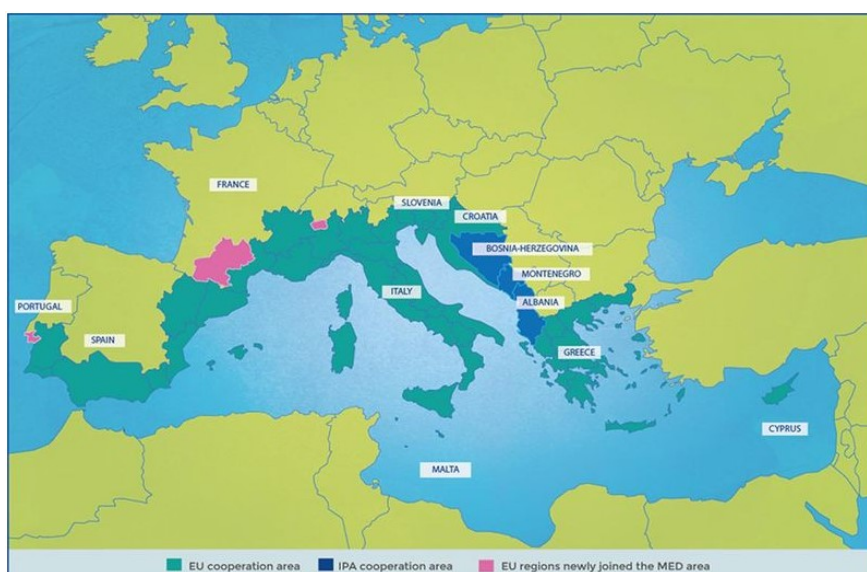 FRANCE
SLOVENIA
CROATIA
BOSNIA-HERZEGOVINA
MONTENEGRO
ITALY
ALBANIA
PORTUGAL
SPAIN
GREECE
CYPRUS
MALTA
EU cooperation area
IPA cooperation area
EU regions newly joined the MED area